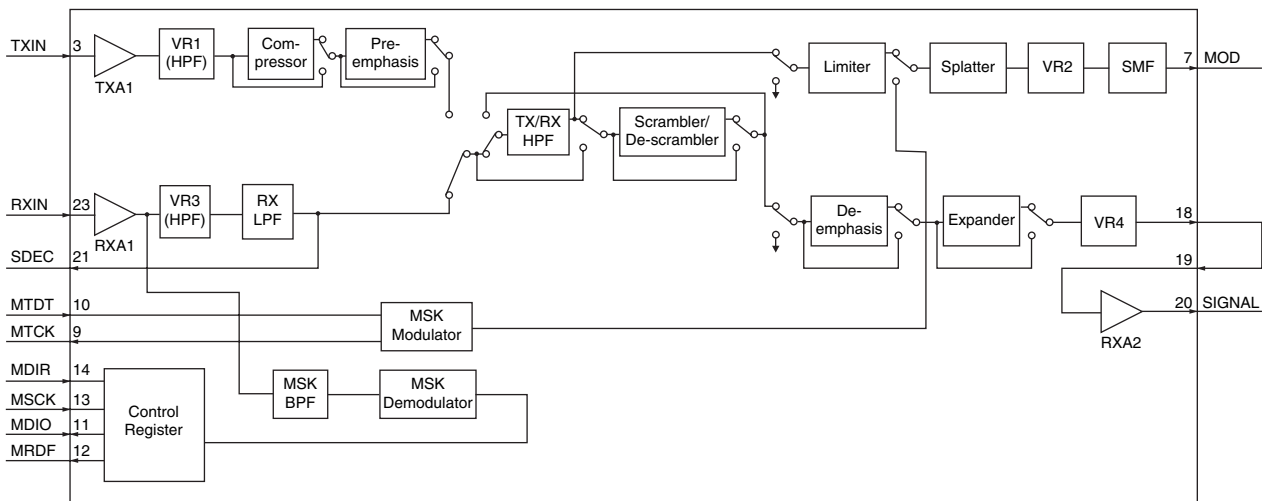 TXIN
3
TXA1
VR1
(HPF)
Com-
pressor
Pre-
emphasis
Limiter
Splatter
VR2
SMF
7
MOD
TX/RX
HPF
Scrambler/
De-scrambler
RXIN
23
RXA1
VR3
(HPF)
RX
LPF
De-
emphasis
Expander
VR4
18
SDEC
21
19
MTDT
10
MTCK
9
MSK
Modulator
RXA2
20
SIGNAL
MDIR
14
MSCK
13
MDIO
11
MRDF
12
Control
Register
MSK
BPF
MSK
Demodulator